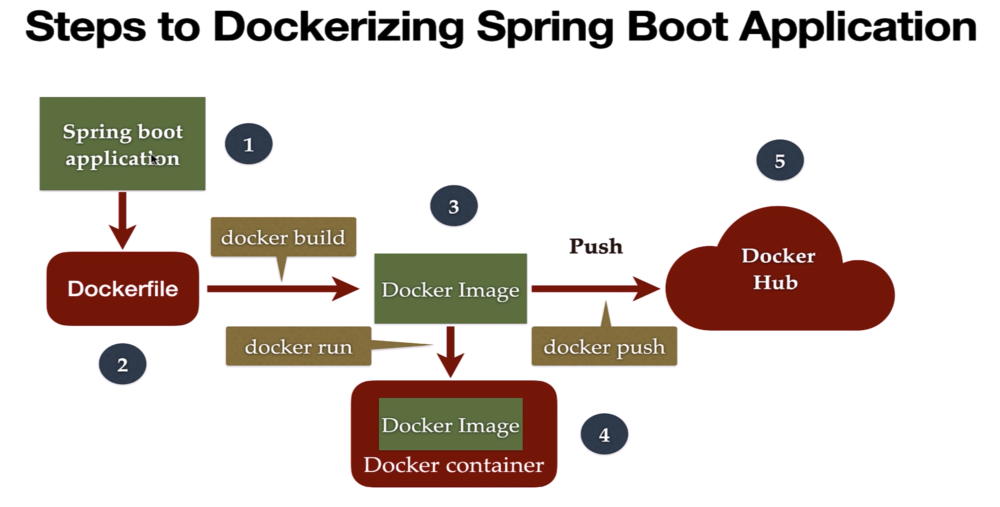 Steps to Dockerizing Spring Boot Application
Spring boot
application
1
5
3
docker build
Push
Docker
Hub
Dockerfile
Docker Image
docker run
docker push
2
Docker Image
4
Docker container